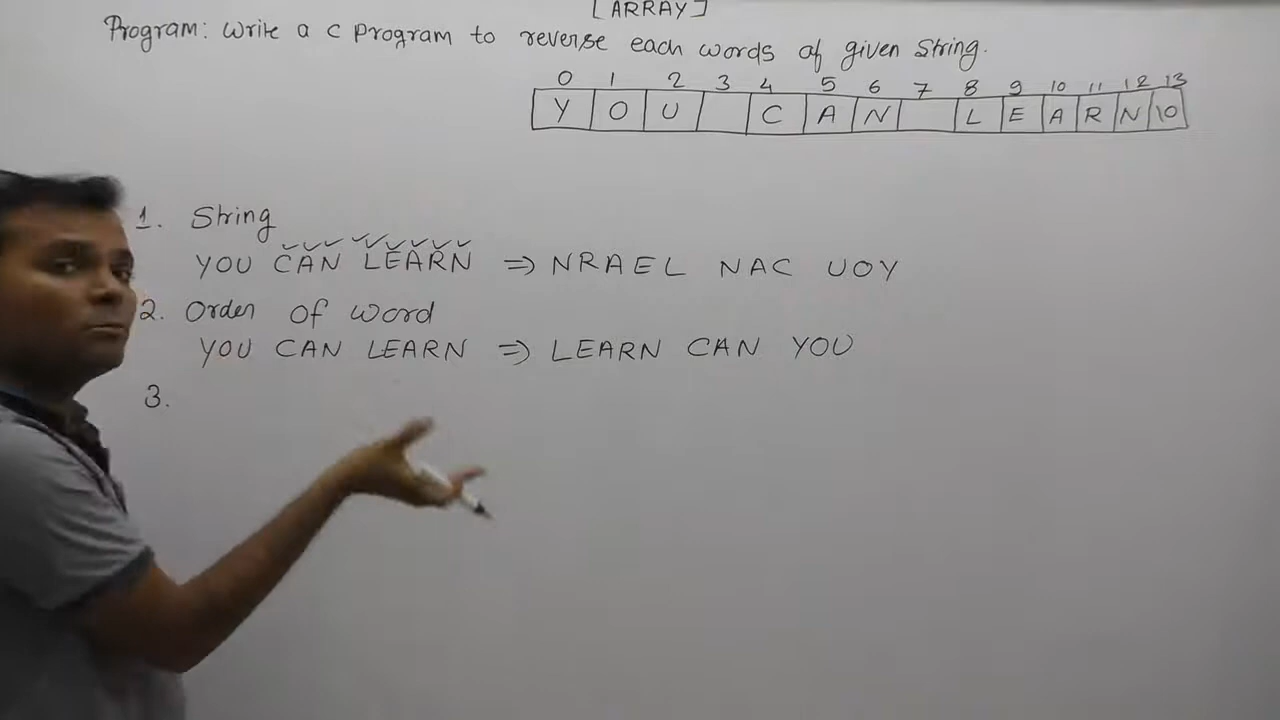 [ARRAY]
Program: Write a C Program to reverse each words of given String.
0 1 2 3 4 5 6 7 8 9 10 11 12 13
Y O U C A N L E A R N \0
1. String
YOU CAN LEARN => NRAEL NAC UOY
2. Order of word
YOU CAN LEARN => LEARN CAN YOU
3.